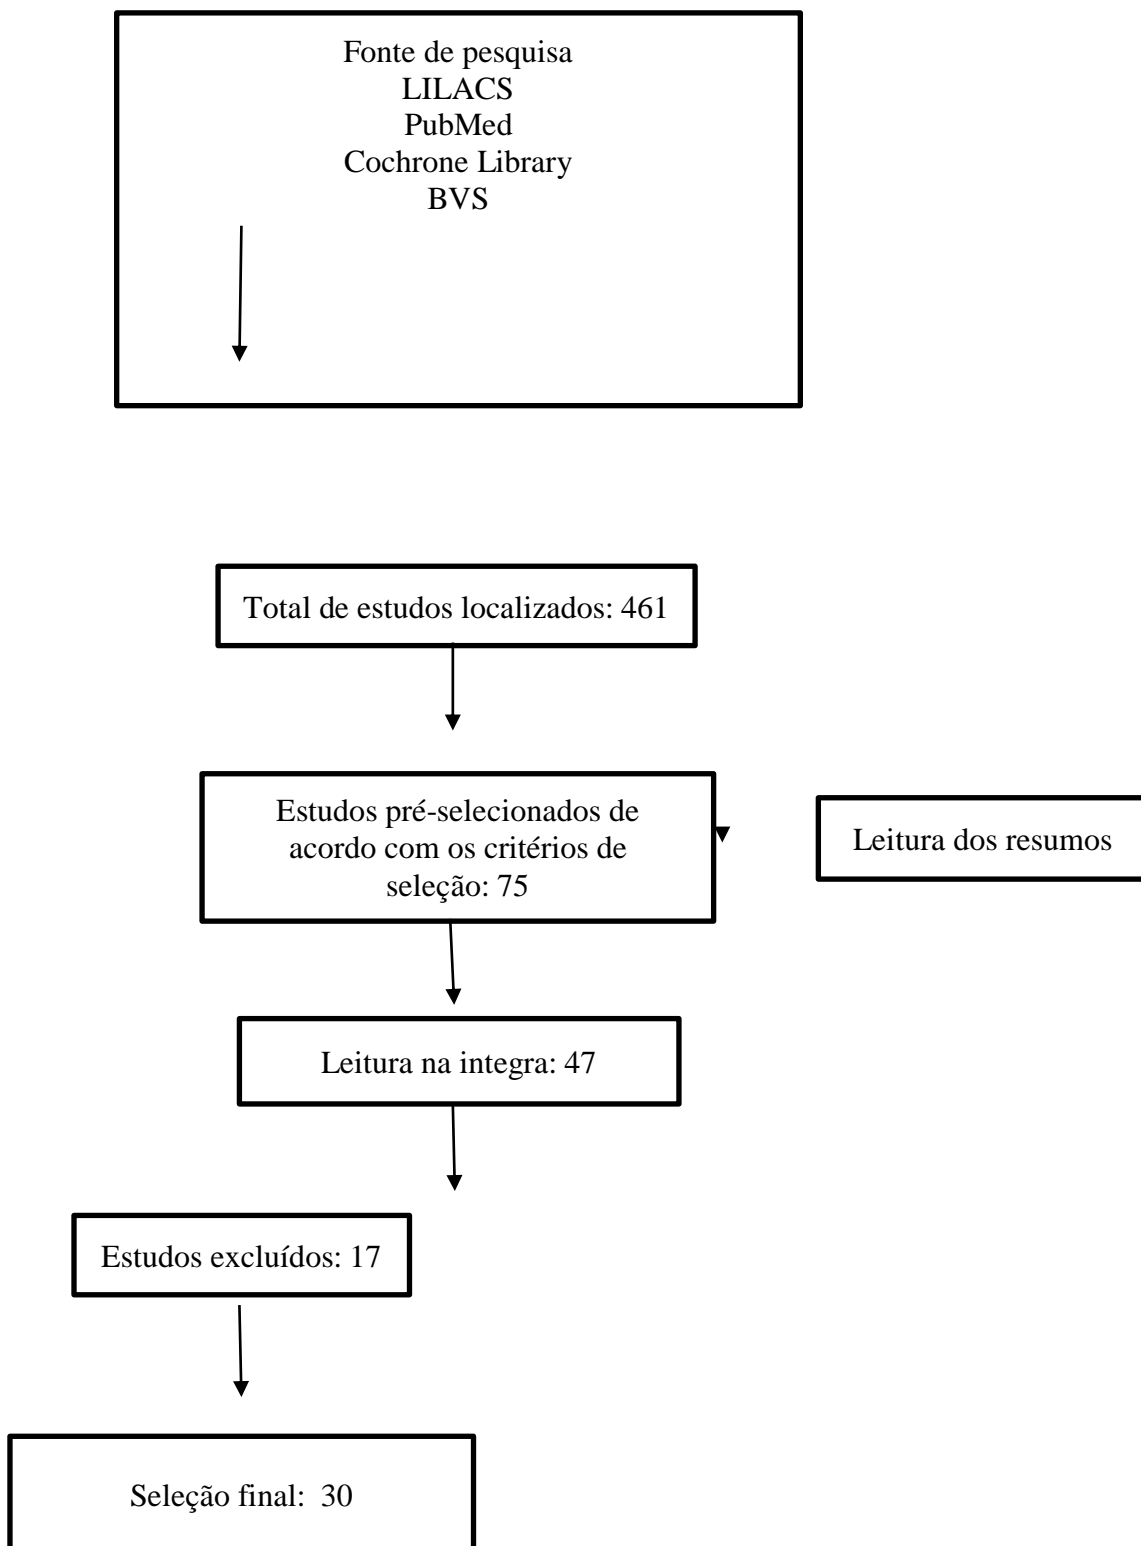 Fonte de pesquisa
LILACS
PubMed
Cochrone Library
BVS
Total de estudos localizados: 461
Estudos pré-selecionados de
acordo com os critérios de
seleção: 75
Leitura dos resumos
Leitura na integra: 47
Estudos excluídos: 17
Seleção final:  30